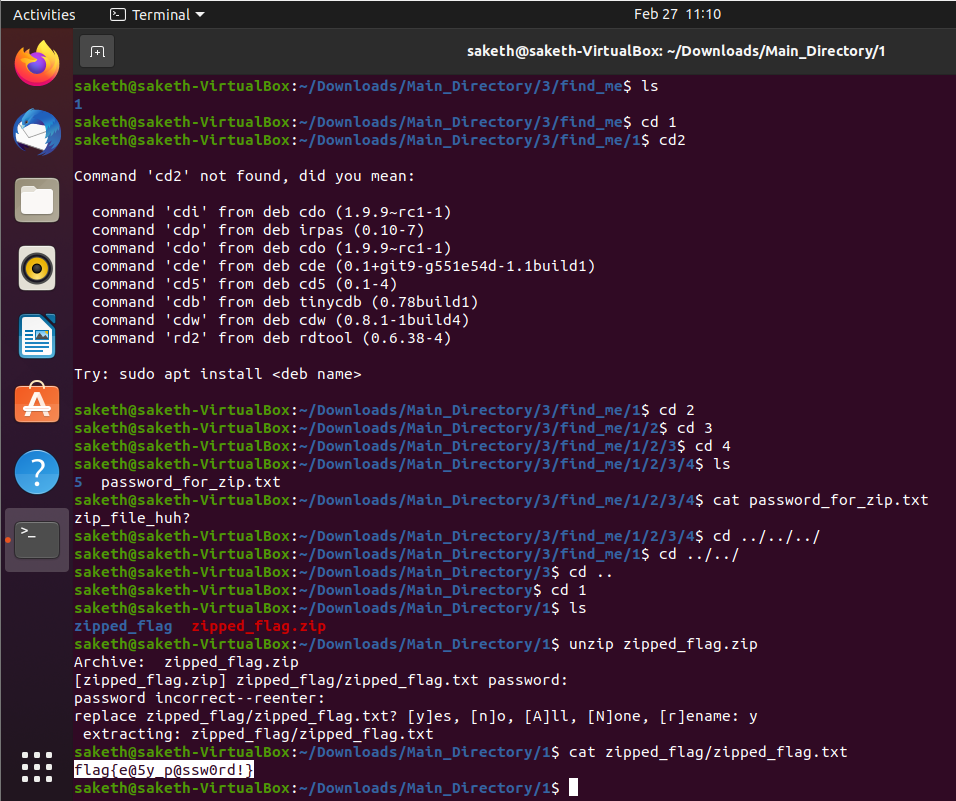 Activities
Terminal
Feb 27 11:10
saketh@saketh-VirtualBox: ~/Downloads/Main_Directory/1
saketh@saketh-VirtualBox:~/Downloads/Main_Directory/3/find_me$ ls
1
saketh@saketh-VirtualBox:~/Downloads/Main_Directory/3/find_me$ cd 1
saketh@saketh-VirtualBox:~/Downloads/Main_Directory/3/find_me/1$ cd2
Command 'cd2' not found, did you mean:
command 'cdi' from deb cdo (1.9.9~rc1-1)
command 'cdp' from deb irpas (0.10-7)
command 'cdo' from deb cdo (1.9.9~rc1-1)
command 'cde' from deb cde (0.1+git9-g551e54d-1.1build1)
command 'cd5' from deb cd5 (0.1-4)
command 'cdb' from deb tinycdb (0.78build1)
command 'cdw' from deb cdw (0.8.1-1build4)
command 'rd2' from deb rdtool (0.6.38-4)
Try: sudo apt install <deb name>
saketh@saketh-VirtualBox:~/Downloads/Main_Directory/3/find_me/1$ cd 2
saketh@saketh-VirtualBox:~/Downloads/Main_Directory/3/find_me/1/2$ cd 3
saketh@saketh-VirtualBox:~/Downloads/Main_Directory/3/find_me/1/2/3$ cd 4
saketh@saketh-VirtualBox:~/Downloads/Main_Directory/3/find_me/1/2/3/4$ ls
5 password_for_zip.txt
saketh@saketh-VirtualBox:~/Downloads/Main_Directory/3/find_me/1/2/3/4$ cat password_for_zip.txt
zip_file_huh?
saketh@saketh-VirtualBox:~/Downloads/Main_Directory/3/find_me/1/2/3/4$ cd ../../../
saketh@saketh-VirtualBox:~/Downloads/Main_Directory/3/find_me/1$ cd ../../
saketh@saketh-VirtualBox:~/Downloads/Main_Directory/3$ cd ..
saketh@saketh-VirtualBox:~/Downloads/Main_Directory$ cd 1
saketh@saketh-VirtualBox:~/Downloads/Main_Directory/1$ ls
zipped_flag zipped_flag.zip
saketh@saketh-VirtualBox:~/Downloads/Main_Directory/1$ unzip zipped_flag.zip
Archive: zipped_flag.zip
[zipped_flag.zip] zipped_flag/zipped_flag.txt password:
password incorrect--reenter:
replace zipped_flag/zipped_flag.txt? [y]es, [n]o, [A]ll, [N]one, [r]ename: y
extracting: zipped_flag/zipped_flag.txt
saketh@saketh-VirtualBox:~/Downloads/Main_Directory/1$ cat zipped_flag/zipped_flag.txt
flag{e@5y_p@ssw0rd!}
saketh@saketh-VirtualBox:~/Downloads/Main_Directory/1$